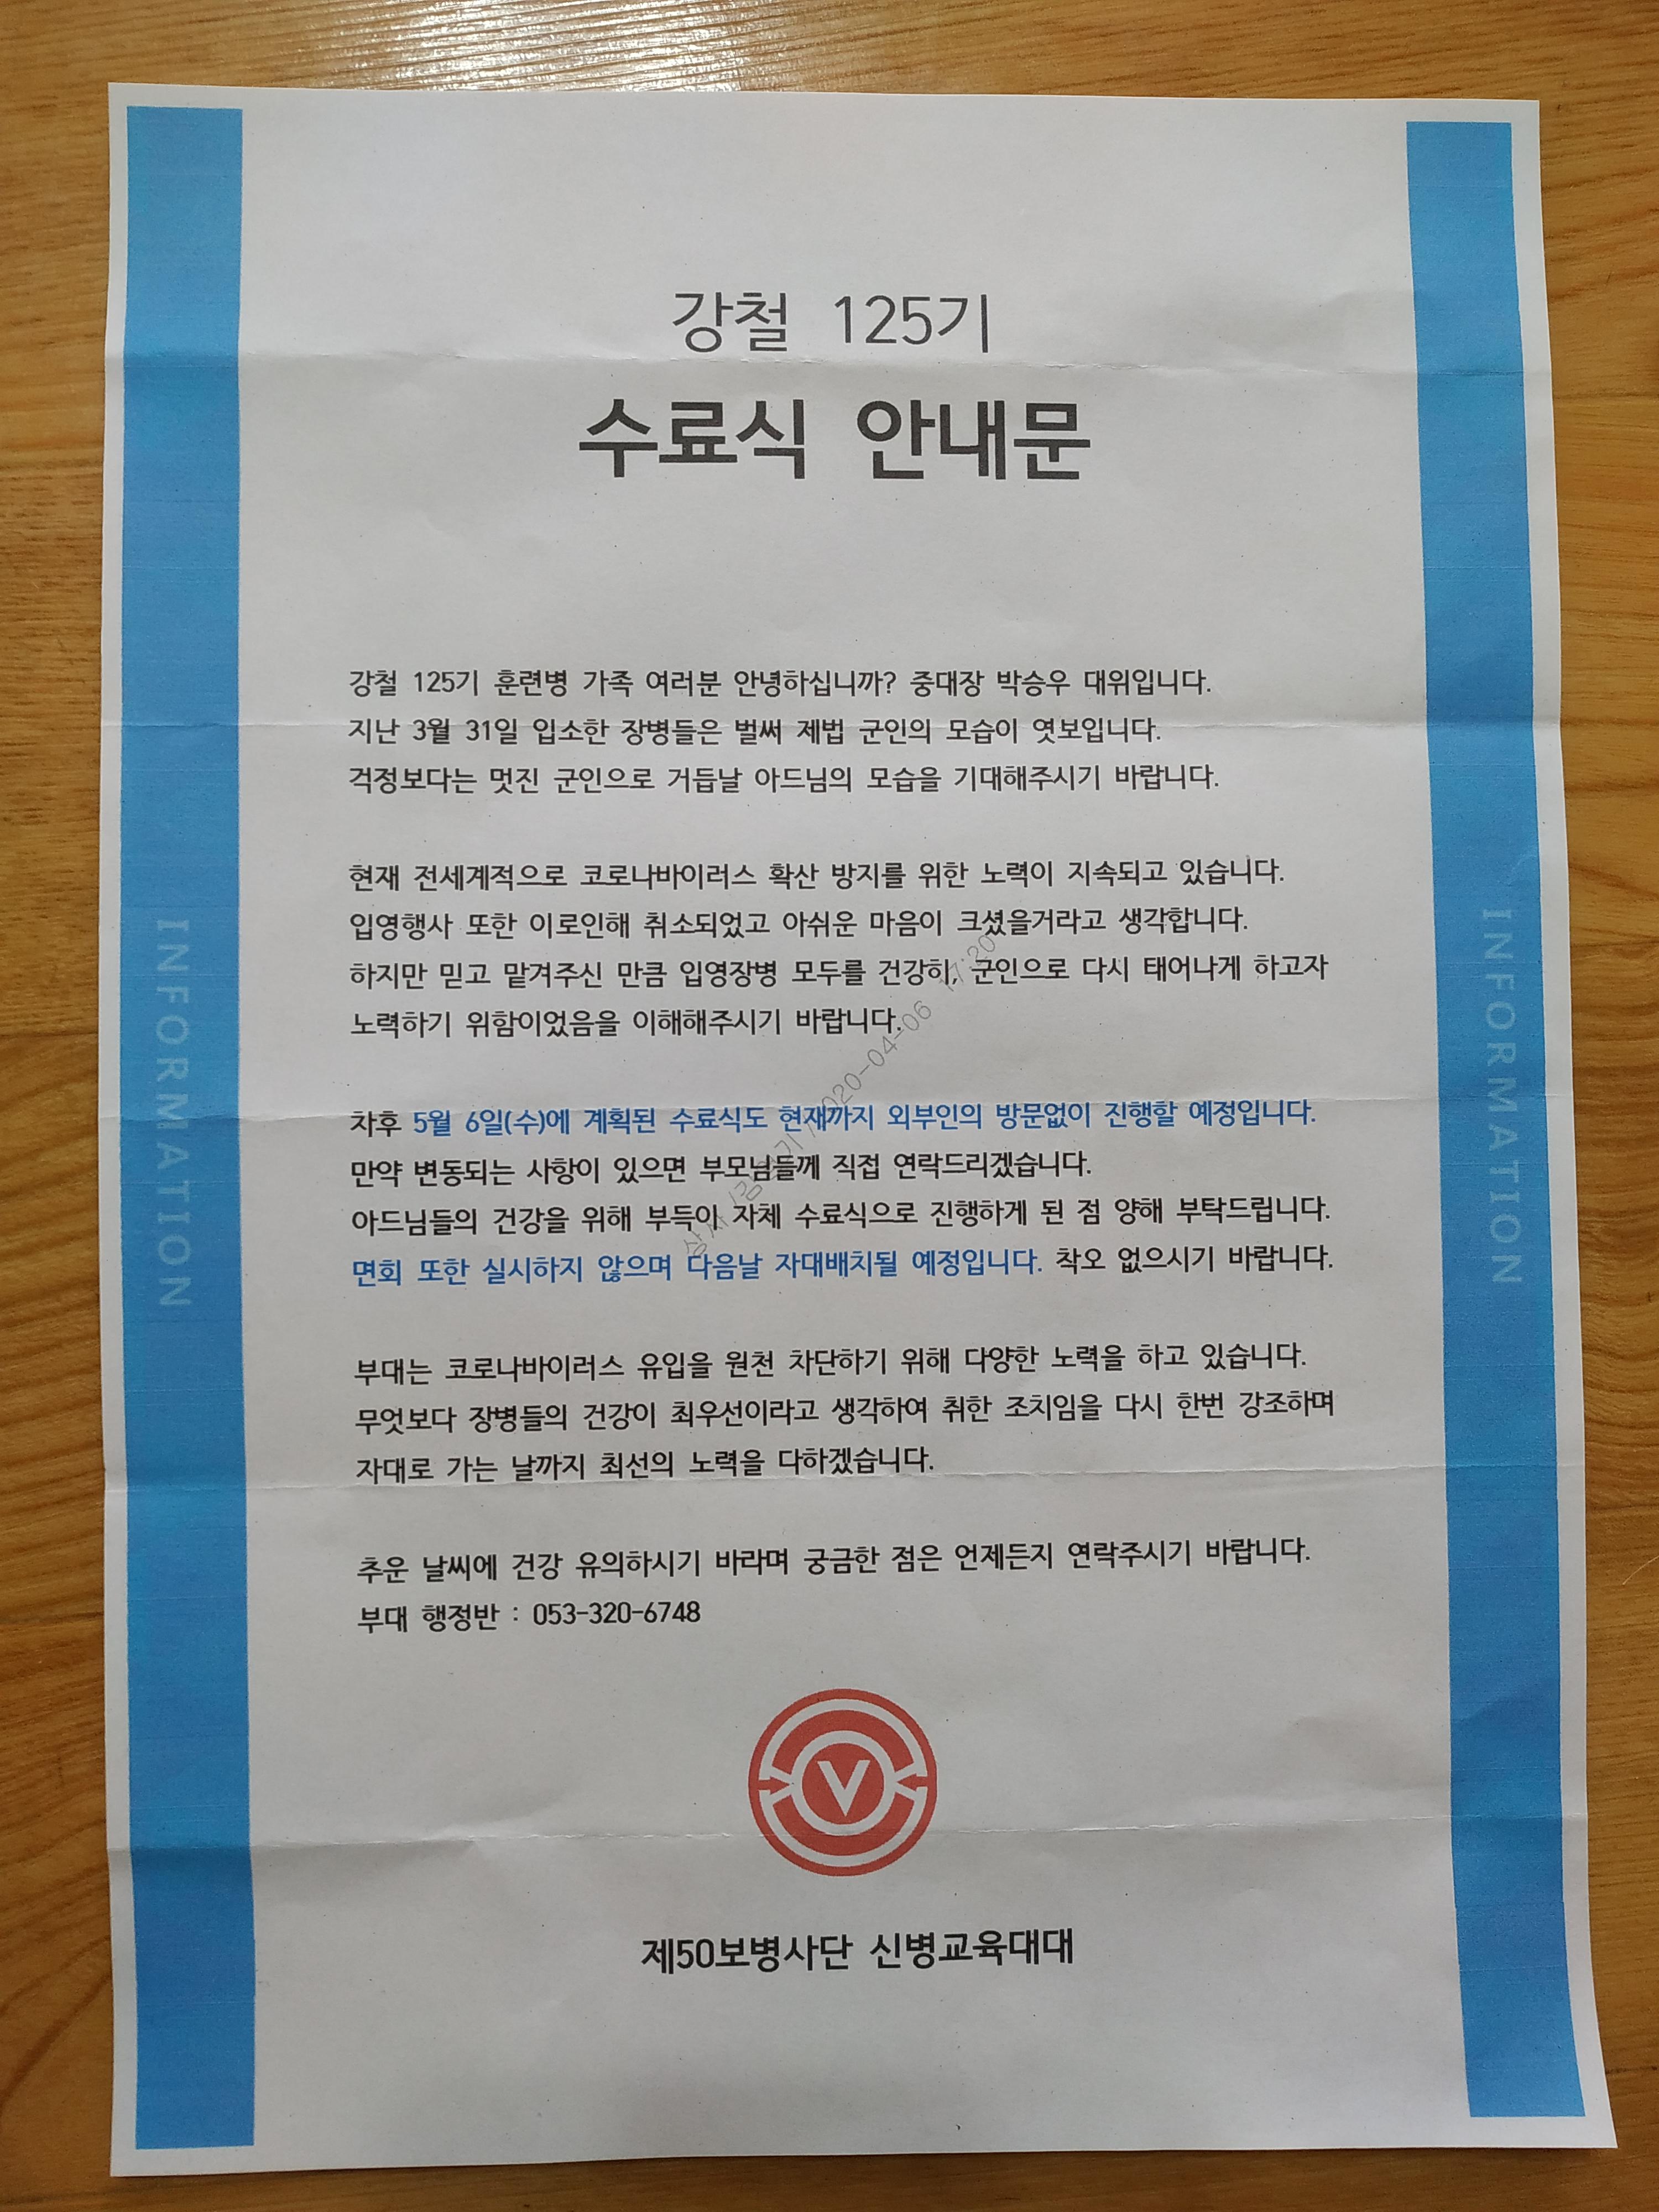 강철 125기
수료식 안내문
강철 125기 훈련병 가족 여러분 안녕하십니까? 중대장 박승우 대위입니다.
지난 3월 31일 입소한 장병들은 벌써 제법 군인의 모습이 엿보입니다.
걱정보다는 멋진 군인으로 거듭날 아드님의 모습을 기대해주시기 바랍니다.
현재 전세계적으로 코로나바이러스 확산 방지를 위한 노력이 지속되고 있습니다.
입영행사 또한 이로인해 취소되었고 아쉬운 마음이 크셨을거라고 생각합니다.
하지만 믿고 맡겨주신 만큼 입영장병 모두를 건강히, 군인으로 다시 태어나게 하고자
노력하기 위함이었음을 이해해주시기 바랍니다.
차후 5월 6일(수)에 계획된 수료식도 현재까지 외부인의 방문없이 진행할 예정입니다.
만약 변동되는 사항이 있으면 부모님들께 직접 연락드리겠습니다.
아드님들의 건강을 위해 부득이 자체 수료식으로 진행하게 된 점 양해 부탁드립니다.
면회 또한 실시하지 않으며 다음날 자대배치될 예정입니다. 착오 없으시기 바랍니다.
부대는 코로나바이러스 유입을 원천 차단하기 위해 다양한 노력을 하고 있습니다.
무엇보다 장병들의 건강이 최우선이라고 생각하여 취한 조치임을 다시 한번 강조하며
자대로 가는 날까지 최선의 노력을 다하겠습니다.
추운 날씨에 건강 유의하시기 바라며 궁금한 점은 언제든지 연락주시기 바랍니다.
부대 행정반 : 053-320-6748
V
제50보병사단 신병교육대대
INFORMATION
INFORMATION
상사 2020-04-06 17:20